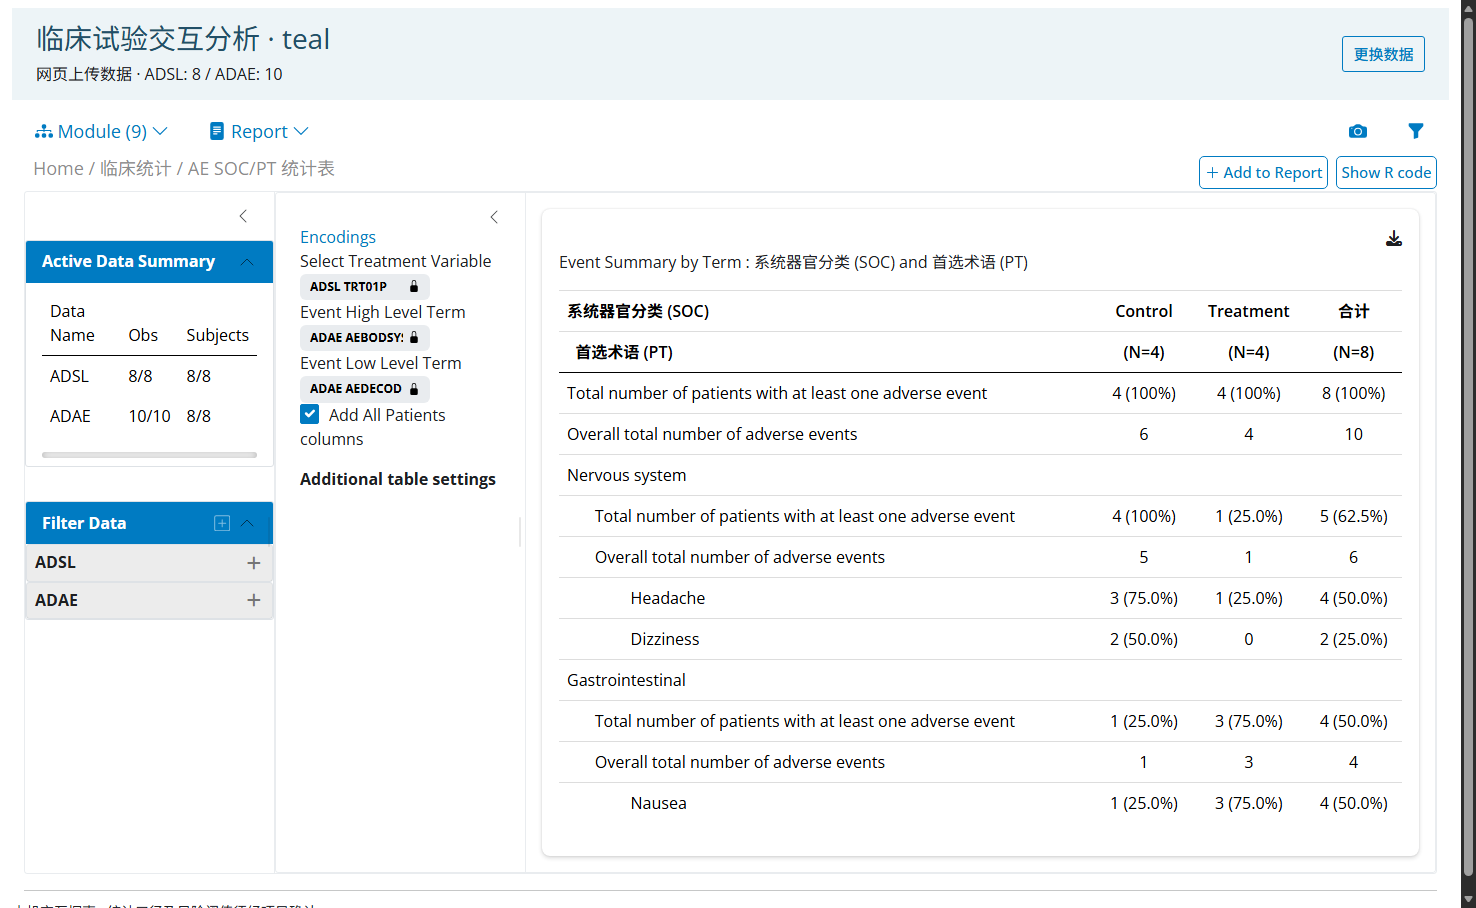 临床试验交互分析 · teal
网页上传数据 · ADSL: 8 / ADAE: 10
更换数据
Module (9)
Report
Home / 临床统计 / AE SOC/PT 统计表
+ Add to Report
Show R code
Active Data Summary
Data Name Obs Subjects
ADSL 8/8 8/8
ADAE 10/10 8/8
Filter Data
ADSL
ADAE
Encodings
Select Treatment Variable
ADSL TRT01P
Event High Level Term
ADAE AEBODSY
Event Low Level Term
ADAE AEDECOD
Add All Patients
columns
Additional table settings
Event Summary by Term : 系统器官分类 (SOC) and 首选术语 (PT)
系统器官分类 (SOC) Control Treatment 合计
首选术语 (PT) (N=4) (N=4) (N=8)
Total number of patients with at least one adverse event 4 (100%) 4 (100%) 8 (100%)
Overall total number of adverse events 6 4 10
Nervous system
Total number of patients with at least one adverse event 4 (100%) 1 (25.0%) 5 (62.5%)
Overall total number of adverse events 5 1 6
Headache 3 (75.0%) 1 (25.0%) 4 (50.0%)
Dizziness 2 (50.0%) 0 2 (25.0%)
Gastrointestinal
Total number of patients with at least one adverse event 1 (25.0%) 3 (75.0%) 4 (50.0%)
Overall total number of adverse events 1 3 4
Nausea 1 (25.0%) 3 (75.0%) 4 (50.0%)